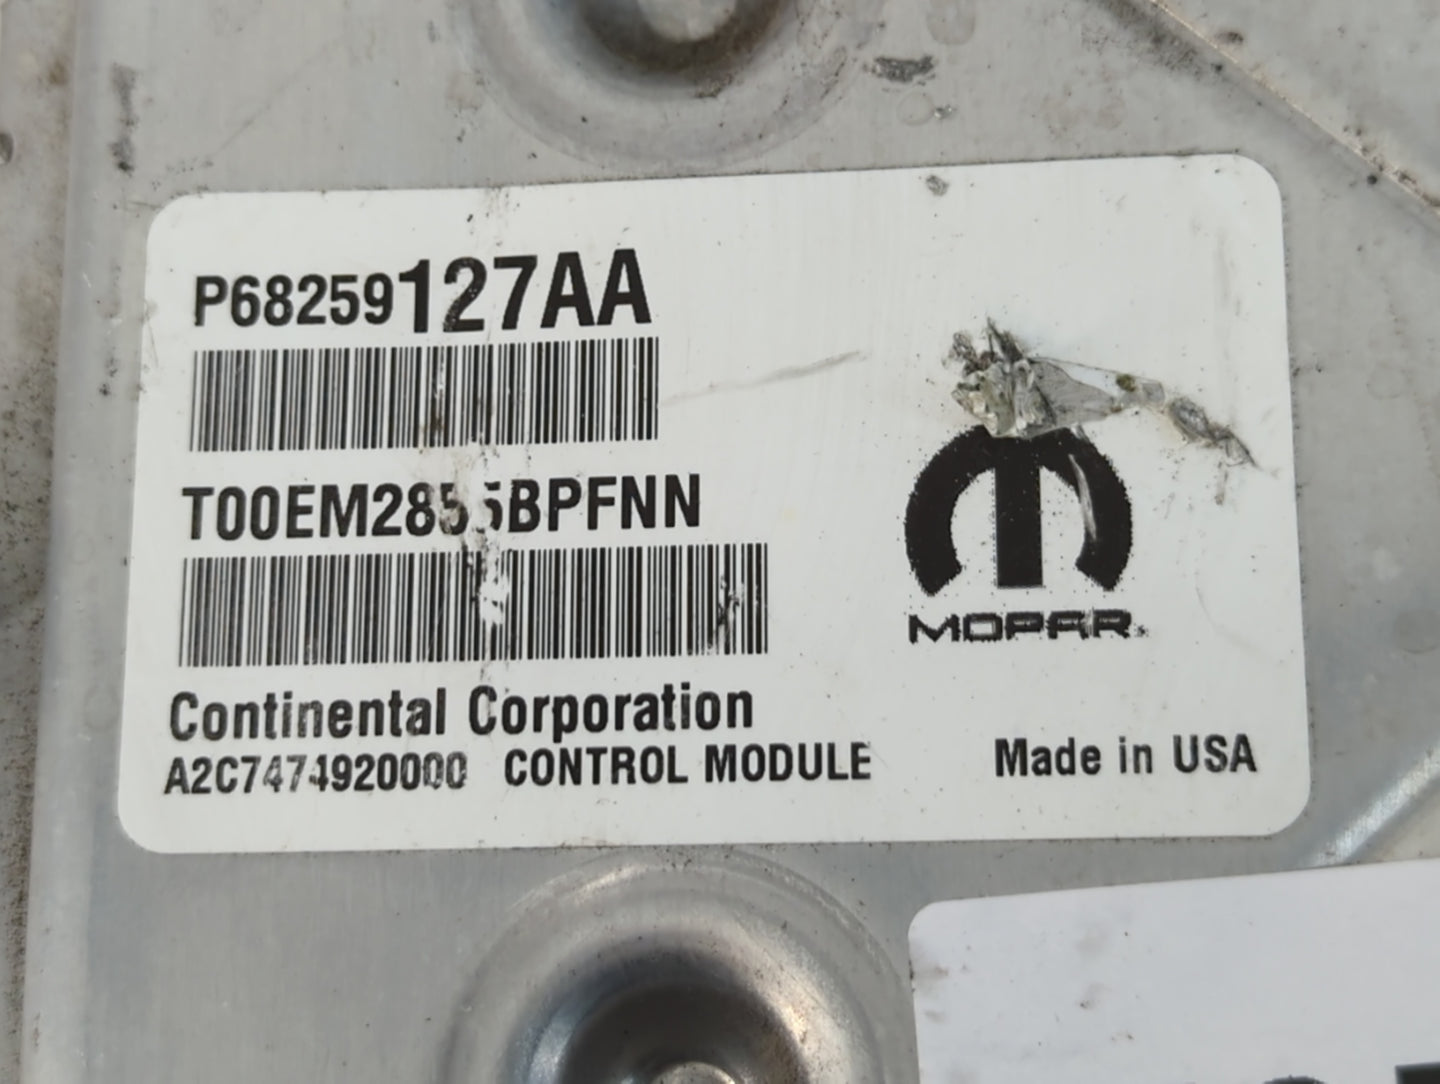 P68259127AA
T00EM2855BPFNN
Continental Corporation
A2C7474920000 CONTROL MODULE
MOPAR
Made in USA